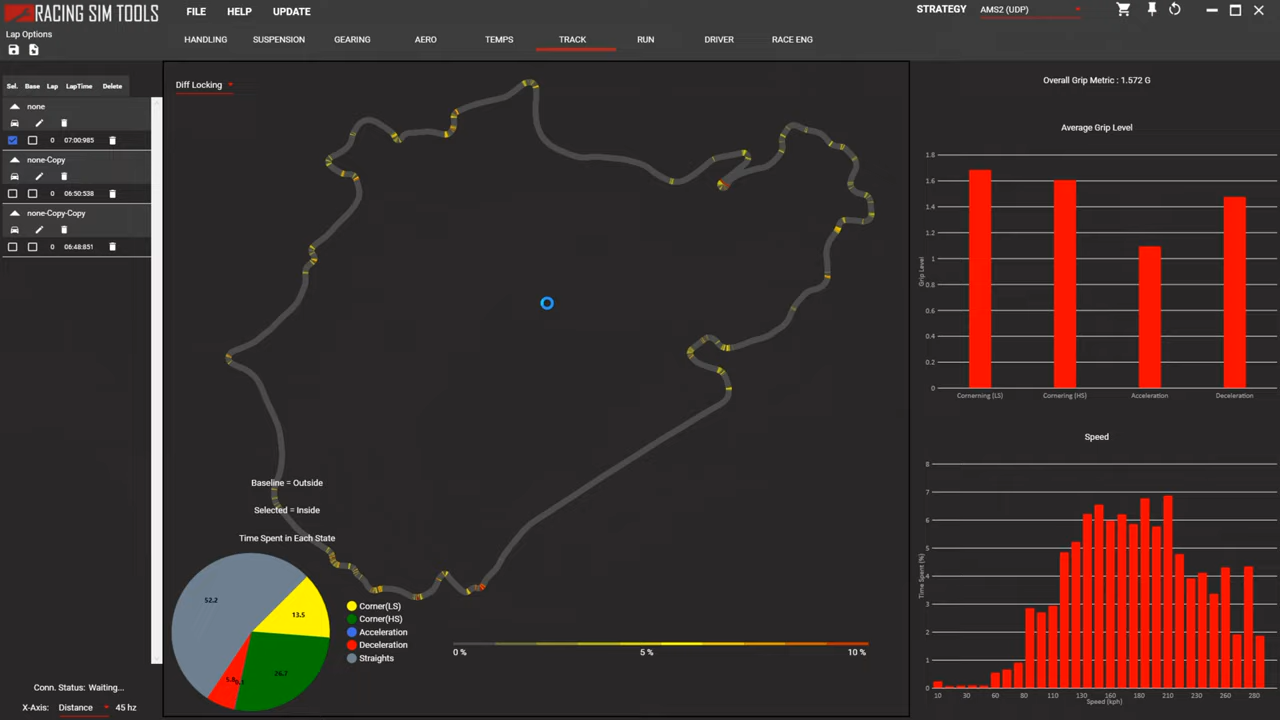 RACING SIM TOOLS
FILE HELP UPDATE
STRATEGY AMS2 (UDP)
Lap Options
HANDLING SUSPENSION GEARING AERO TEMPS TRACK RUN DRIVER RACE ENG
Sel. Base Lap LapTime Delete
none
0 07:00:985
none-Copy
0 06:50:538
none-Copy-Copy
0 06:48:851
Conn. Status: Waiting...
X-Axis: Distance 45 hz
Diff Locking
Baseline = Outside
Selected = Inside
Time Spent in Each State
52.2
13.5
26.7
Corner(LS)
Corner(HS)
Acceleration
Deceleration
Straights
0 % 5 % 10 %
Overall Grip Metric : 1.572 G
Average Grip Level
1.8
1.6
1.4
1.2
1
0.8
0.6
0.4
0.2
0
Grip Level
Cornerning (LS) Cornering (HS) Acceleration Deceleration
Speed
8
7
6
5
4
3
2
1
0
Time Spent (%)
10 30 60 80 110 130 160 180 210 230 260 280
Speed (kph)